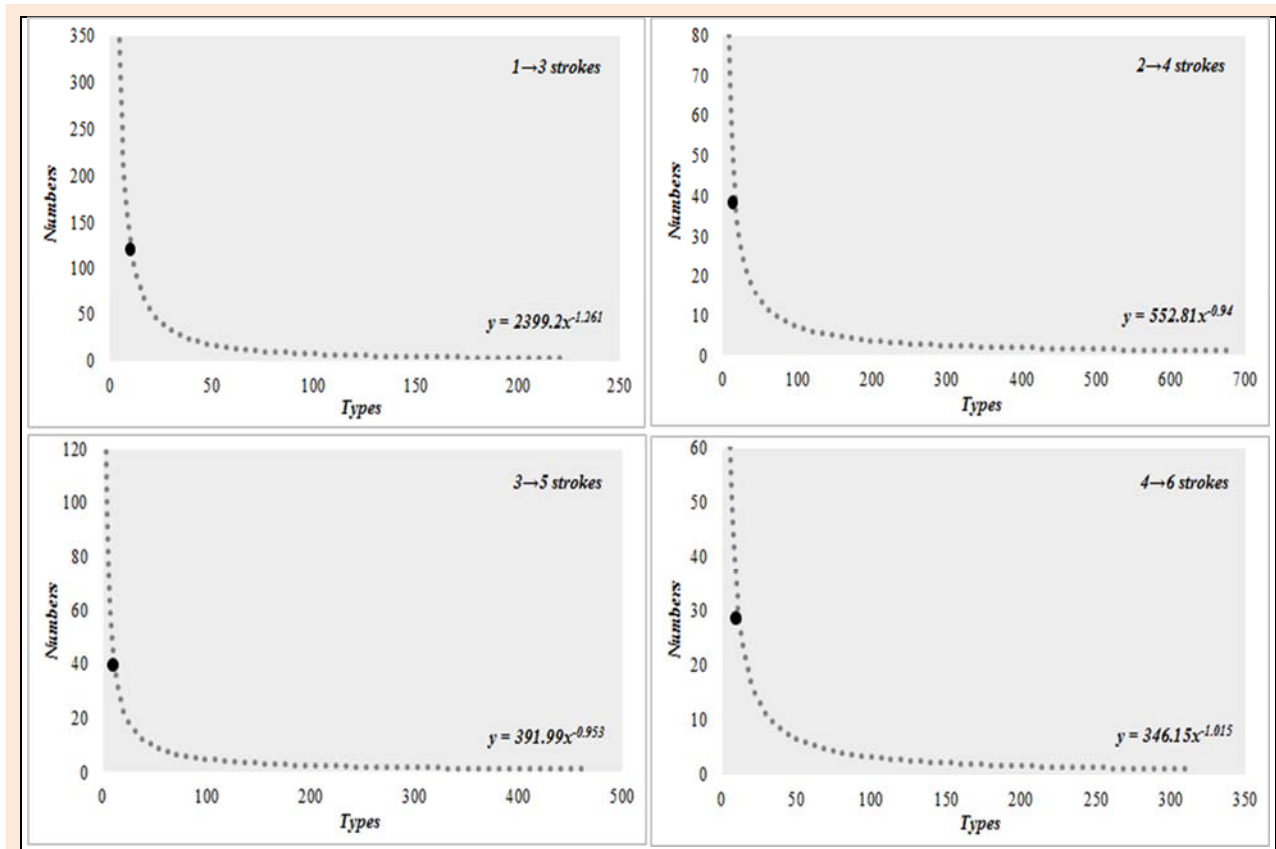 350
300
250
200
150
100
50
0
Numbers
1→3 strokes
y = 2399.2x^-1.261
0 50 100 150 200 250
Types
80
70
60
50
40
30
20
10
0
Numbers
2→4 strokes
y = 552.81x^-0.94
0 100 200 300 400 500 600 700
Types
120
100
80
60
40
20
0
Numbers
3→5 strokes
y = 391.99x^-0.953
0 100 200 300 400 500
Types
60
50
40
30
20
10
0
Numbers
4→6 strokes
y = 346.15x^-1.015
0 50 100 150 200 250 300 350
Types